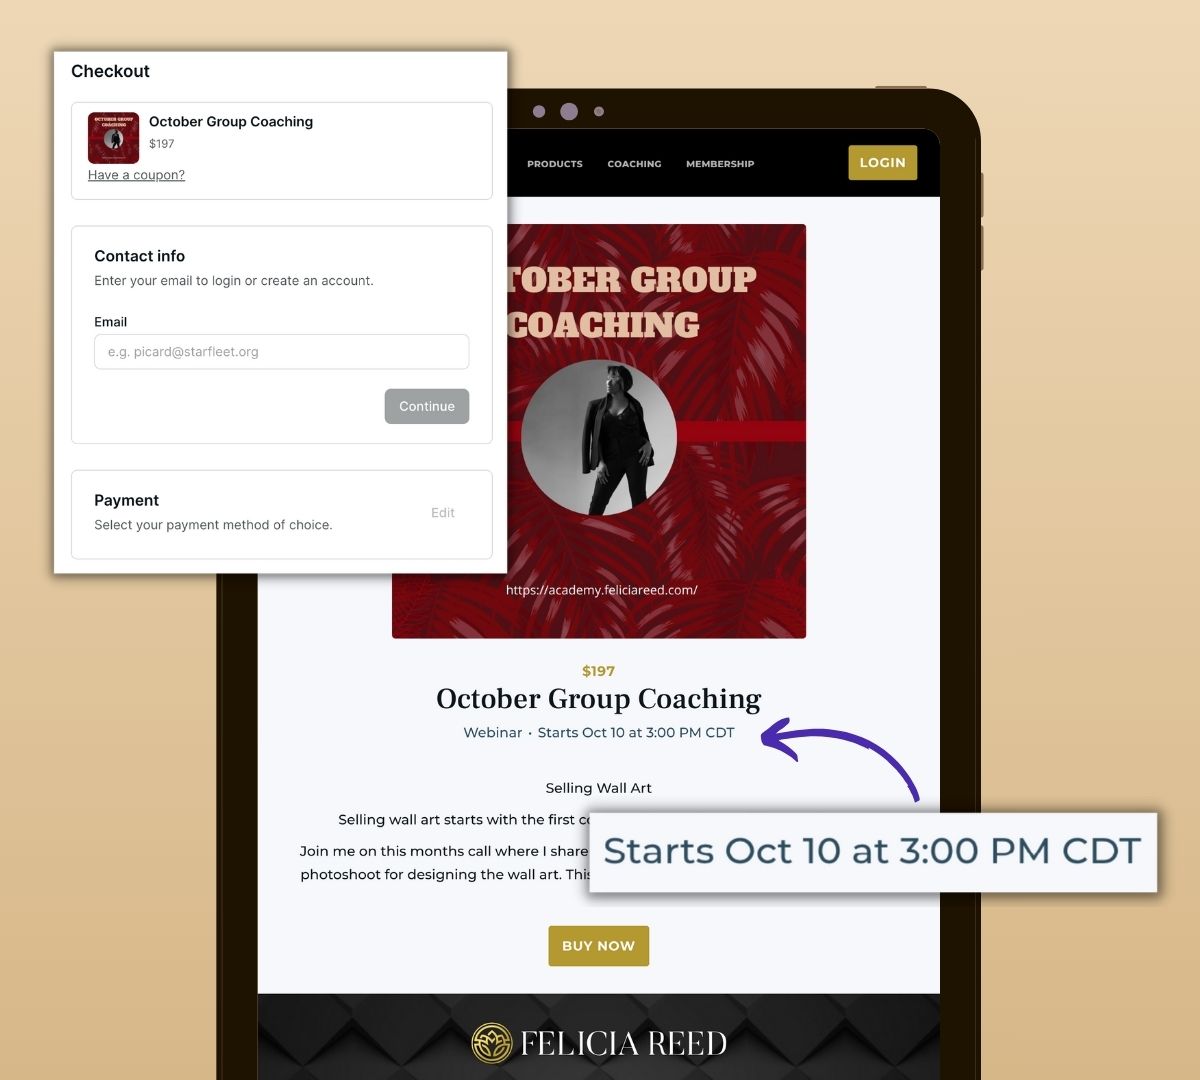 Checkout
OCTOBER GROUP
COACHING
October Group Coaching
$197
Have a coupon?
Contact info
Enter your email to login or create an account.
Email
e.g. picard@starfleet.org
Continue
Payment
Select your payment method of choice.
Edit
PRODUCTS COACHING MEMBERSHIP
LOGIN
TOBER GROUP
COACHING
https://academy.feliciareed.com/
$197
October Group Coaching
Webinar • Starts Oct 10 at 3:00 PM CDT
Selling Wall Art
Selling wall art starts with the first
Join me on this months call where I share
photoshoot for designing the wall art. This
Starts Oct 10 at 3:00 PM CDT
BUY NOW
FELICIA REED